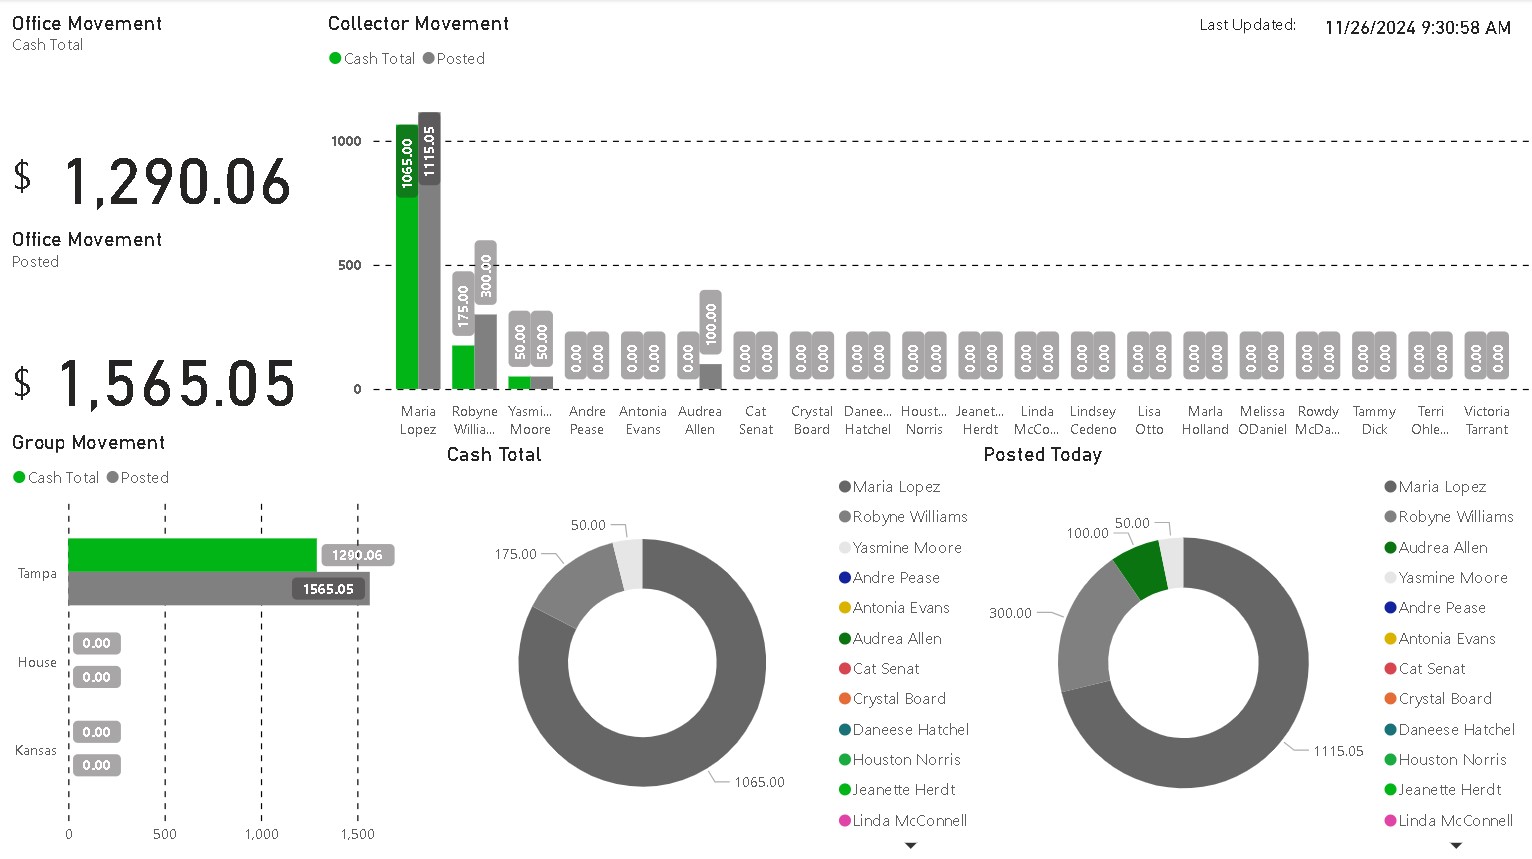 Office Movement
Cash Total
$ 1,290.06
Office Movement
Posted
$ 1,565.05
Collector Movement
Cash Total Posted
Last Updated: 11/26/2024 9:30:58 AM
1000
500
0
1065.00 1115.05 175.00 300.00 50.00 50.00 0.00 0.00 0.00 0.00 0.00 100.00 0.00 0.00 0.00 0.00 0.00 0.00 0.00 0.00 0.00 0.00 0.00 0.00 0.00 0.00 0.00 0.00 0.00 0.00 0.00 0.00 0.00 0.00 0.00 0.00 0.00 0.00 0.00 0.00
Maria Robyne Yasmi... Andre Antonia Audrea Cat Crystal Danee... Houst... Jeanet... Linda Lindsey Lisa Marla Melissa Rowdy Tammy Terri Victoria
Lopez Willia... Moore Pease Evans Allen Senat Board Hatchel Norris Herdt McCo... Cedeno Otto Holland ODaniel McDa... Dick Ohle... Tarrant
Group Movement
Cash Total Posted
Tampa
1290.06
1565.05
House
0.00
0.00
Kansas
0.00
0.00
0 500 1,000 1,500
Cash Total
50.00
175.00
1065.00
Maria Lopez
Robyne Williams
Yasmine Moore
Andre Pease
Antonia Evans
Audrea Allen
Cat Senat
Crystal Board
Daneese Hatchel
Houston Norris
Jeanette Herdt
Linda McConnell
Posted Today
50.00
100.00
300.00
1115.05
Maria Lopez
Robyne Williams
Audrea Allen
Yasmine Moore
Andre Pease
Antonia Evans
Cat Senat
Crystal Board
Daneese Hatchel
Houston Norris
Jeanette Herdt
Linda McConnell